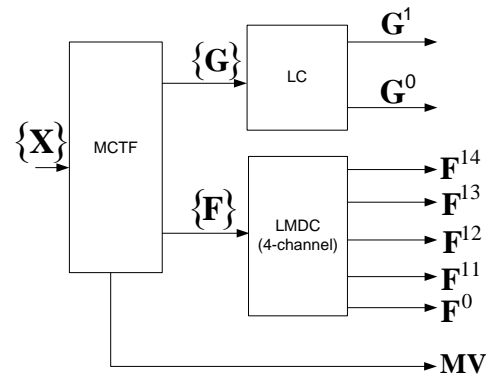 G¹
{G}
LC
G⁰
{X}
MCTF
F¹⁴
F¹³
{F}
LMDC
(4-channel)
F¹²
F¹¹
F⁰
MV